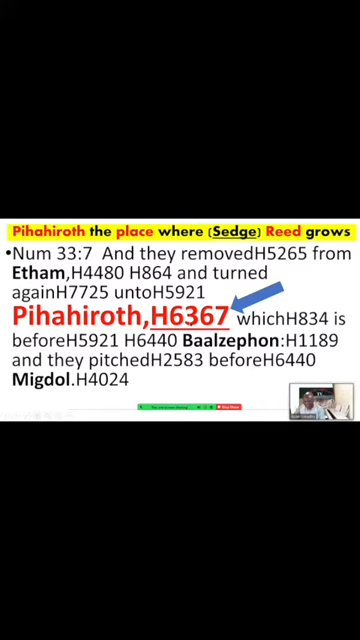 Pihahiroth the place where (Sedge) Reed grows
•Num 33:7 And they removedH5265 from
Etham,H4480 H864 and turned
againH7725 untoH5921
Pihahiroth,H6367 whichH834 is
beforeH5921 H6440 Baalzephon:H1189
and they pitchedH2583 beforeH6440
Migdol.H4024